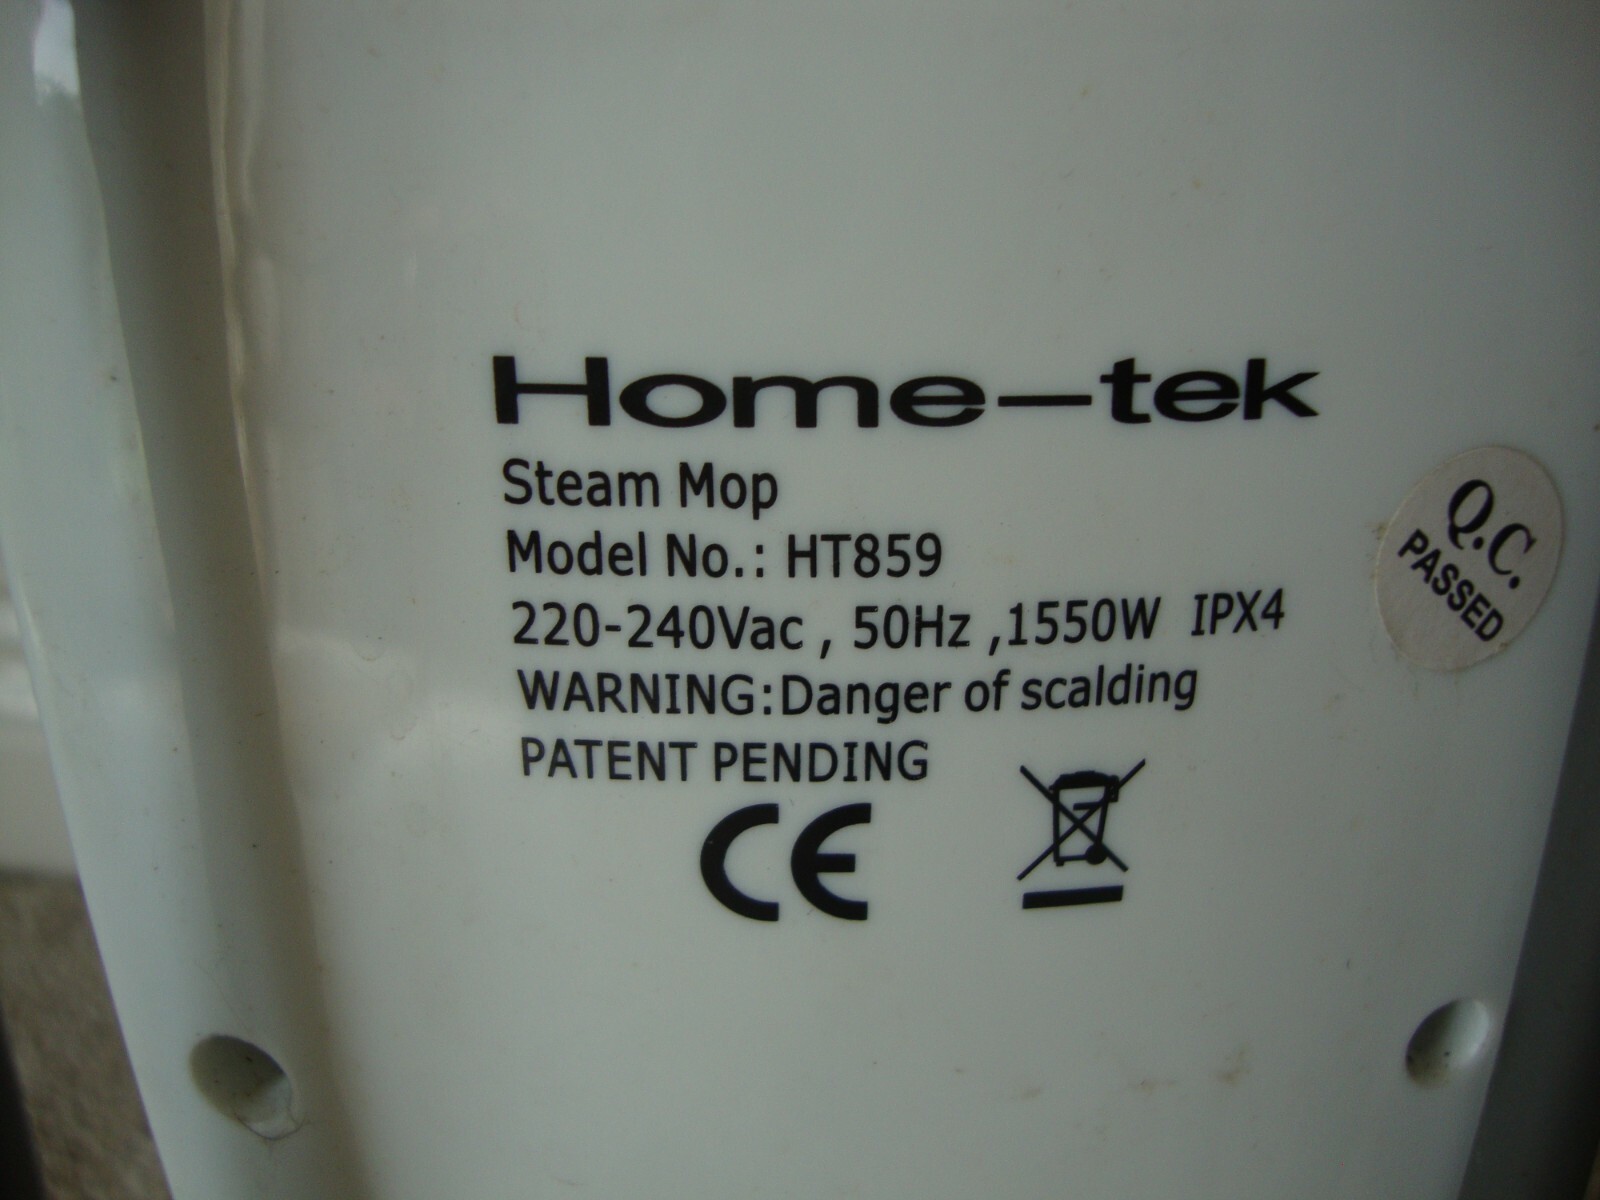 Home-tek
Steam Mop
Model No.: HT859
220-240Vac , 50Hz ,1550W IPX4
WARNING:Danger of scalding
PATENT PENDING
CE
Q.C.
PASSED